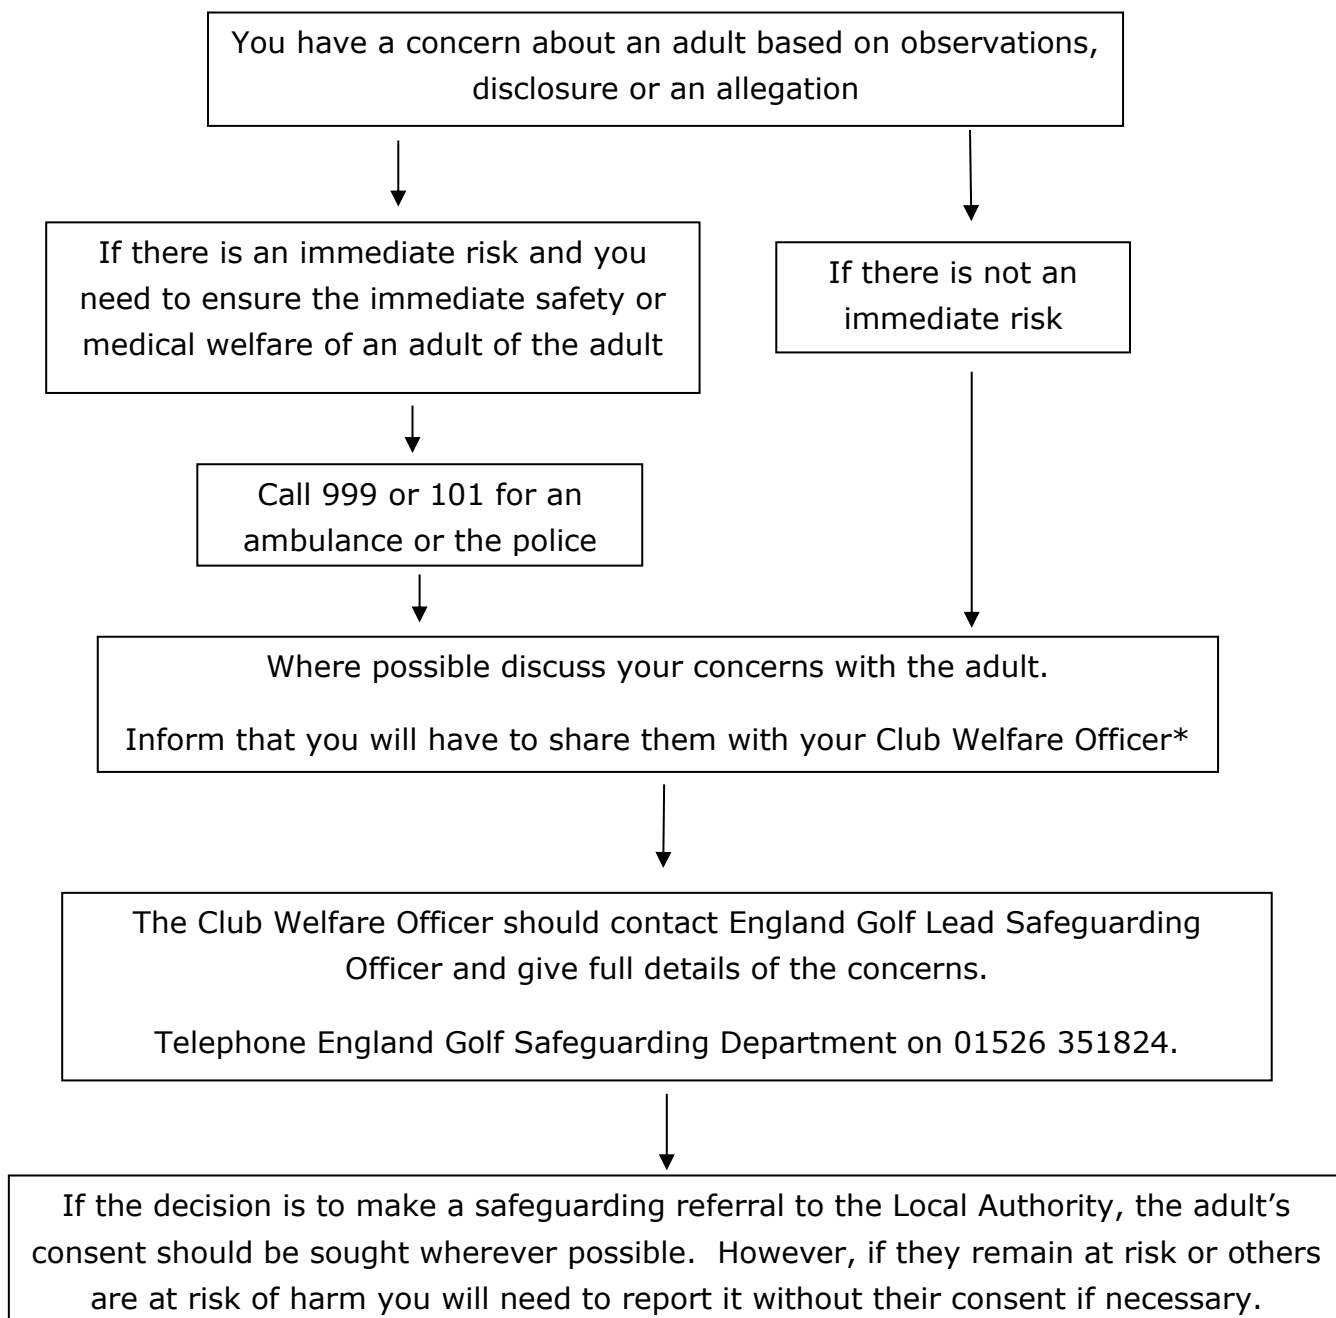 You have a concern about an adult based on observations,
disclosure or an allegation
If there is an immediate risk and you
need to ensure the immediate safety or
medical welfare of an adult of the adult
If there is not an
immediate risk
Call 999 or 101 for an
ambulance or the police
Where possible discuss your concerns with the adult.
Inform that you will have to share them with your Club Welfare Officer*
The Club Welfare Officer should contact England Golf Lead Safeguarding
Officer and give full details of the concerns.
Telephone England Golf Safeguarding Department on 01526 351824.
If the decision is to make a safeguarding referral to the Local Authority, the adult’s
consent should be sought wherever possible.  However, if they remain at risk or others
are at risk of harm you will need to report it without their consent if necessary.